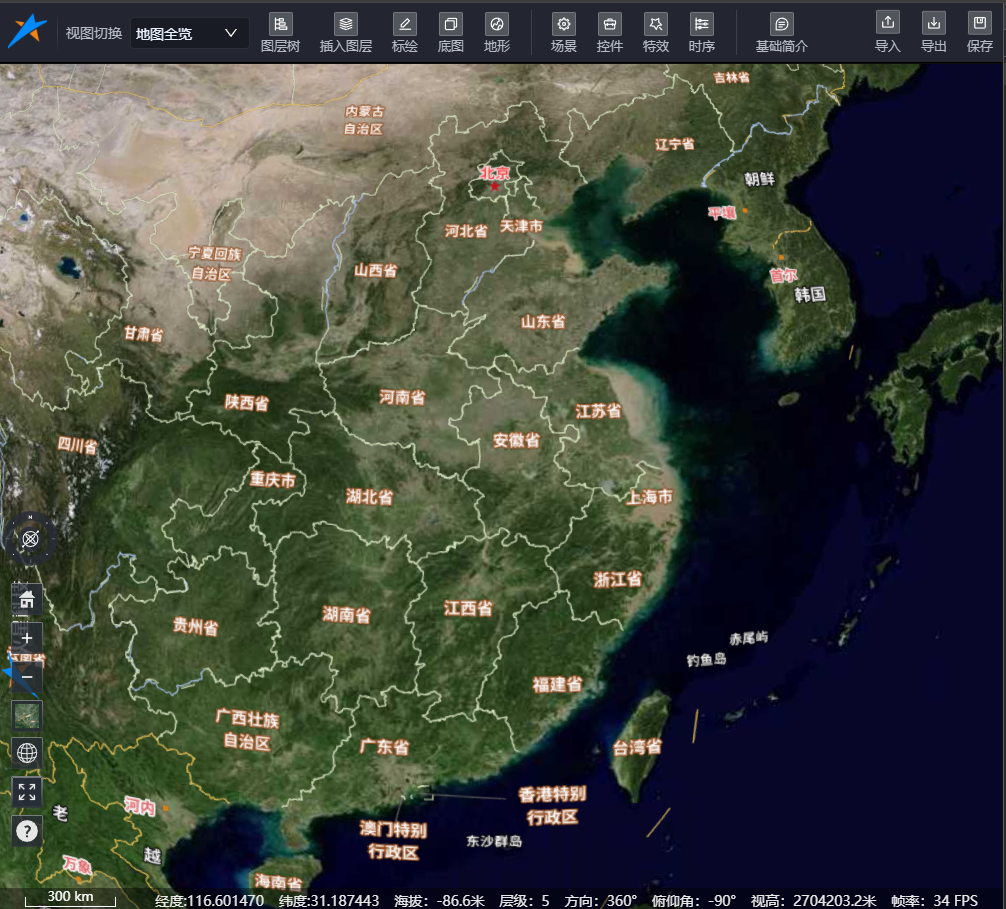 视图切换 地图全览
图层树 插入图层 标绘 底图 地形 场景 控件 特效 时序 基础简介 导入 导出 保存
吉林省
内蒙古
自治区
辽宁省
北京
朝鲜
平壤
河北省 天津市
宁夏回族
自治区
山西省
首尔
韩国
山东省
甘肃省
陕西省
河南省
江苏省
四川省
安徽省
重庆市
湖北省
上海市
N
浙江省
湖南省
江西省
贵州省
赤尾屿
钓鱼岛
福建省
广西壮族
自治区
广东省
台湾省
香港特别
行政区
河内
老
澳门特别
行政区
东沙群岛
越
万象
海南省
300 km
经度:116.601470 纬度:31.187443 海拔: -86.6米 层级: 5 方向: 360° 俯仰角: -90° 视高: 2704203.2米 帧率: 34 FPS